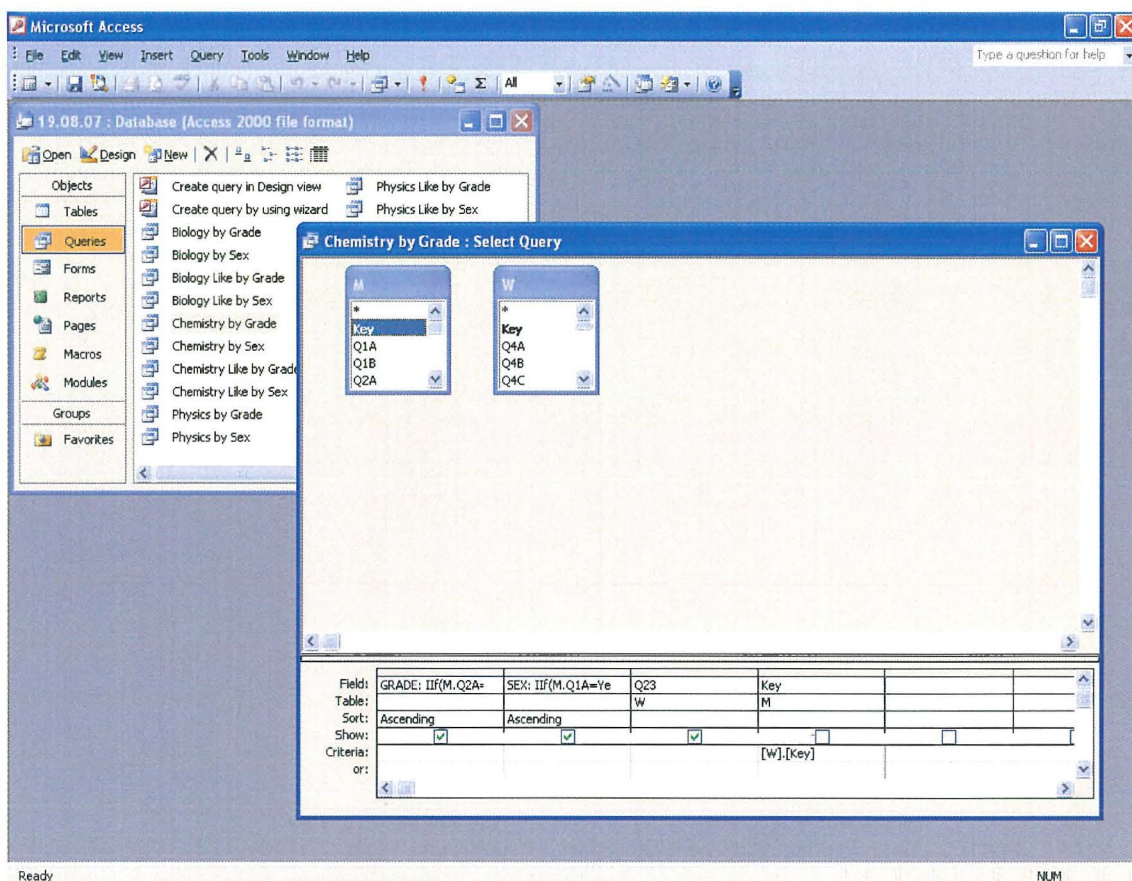 Microsoft Access
File Edit View Insert Query Tools Window Help
Type a question for help
All
19.08.07 : Database (Access 2000 file format)
Open Design New
Objects
Tables
Queries
Forms
Reports
Pages
Macros
Modules
Groups
Favorites
Create query in Design view
Create query by using wizard
Biology by Grade
Biology by Sex
Biology Like by Grade
Biology Like by Sex
Chemistry by Grade
Chemistry by Sex
Chemistry Like by Grade
Chemistry Like by Sex
Physics by Grade
Physics by Sex
Physics Like by Grade
Physics Like by Sex
Chemistry by Grade : Select Query
M
*
Key
Q1A
Q1B
Q2A
W
*
Key
Q4A
Q4B
Q4C
Field: GRADE: IIf(M.Q2A= SEX: IIf(M.Q1A=Ye Q23 Key
Table: W M
Sort: Ascending Ascending
Show:
Criteria: [W].[Key]
or:
Ready NUM